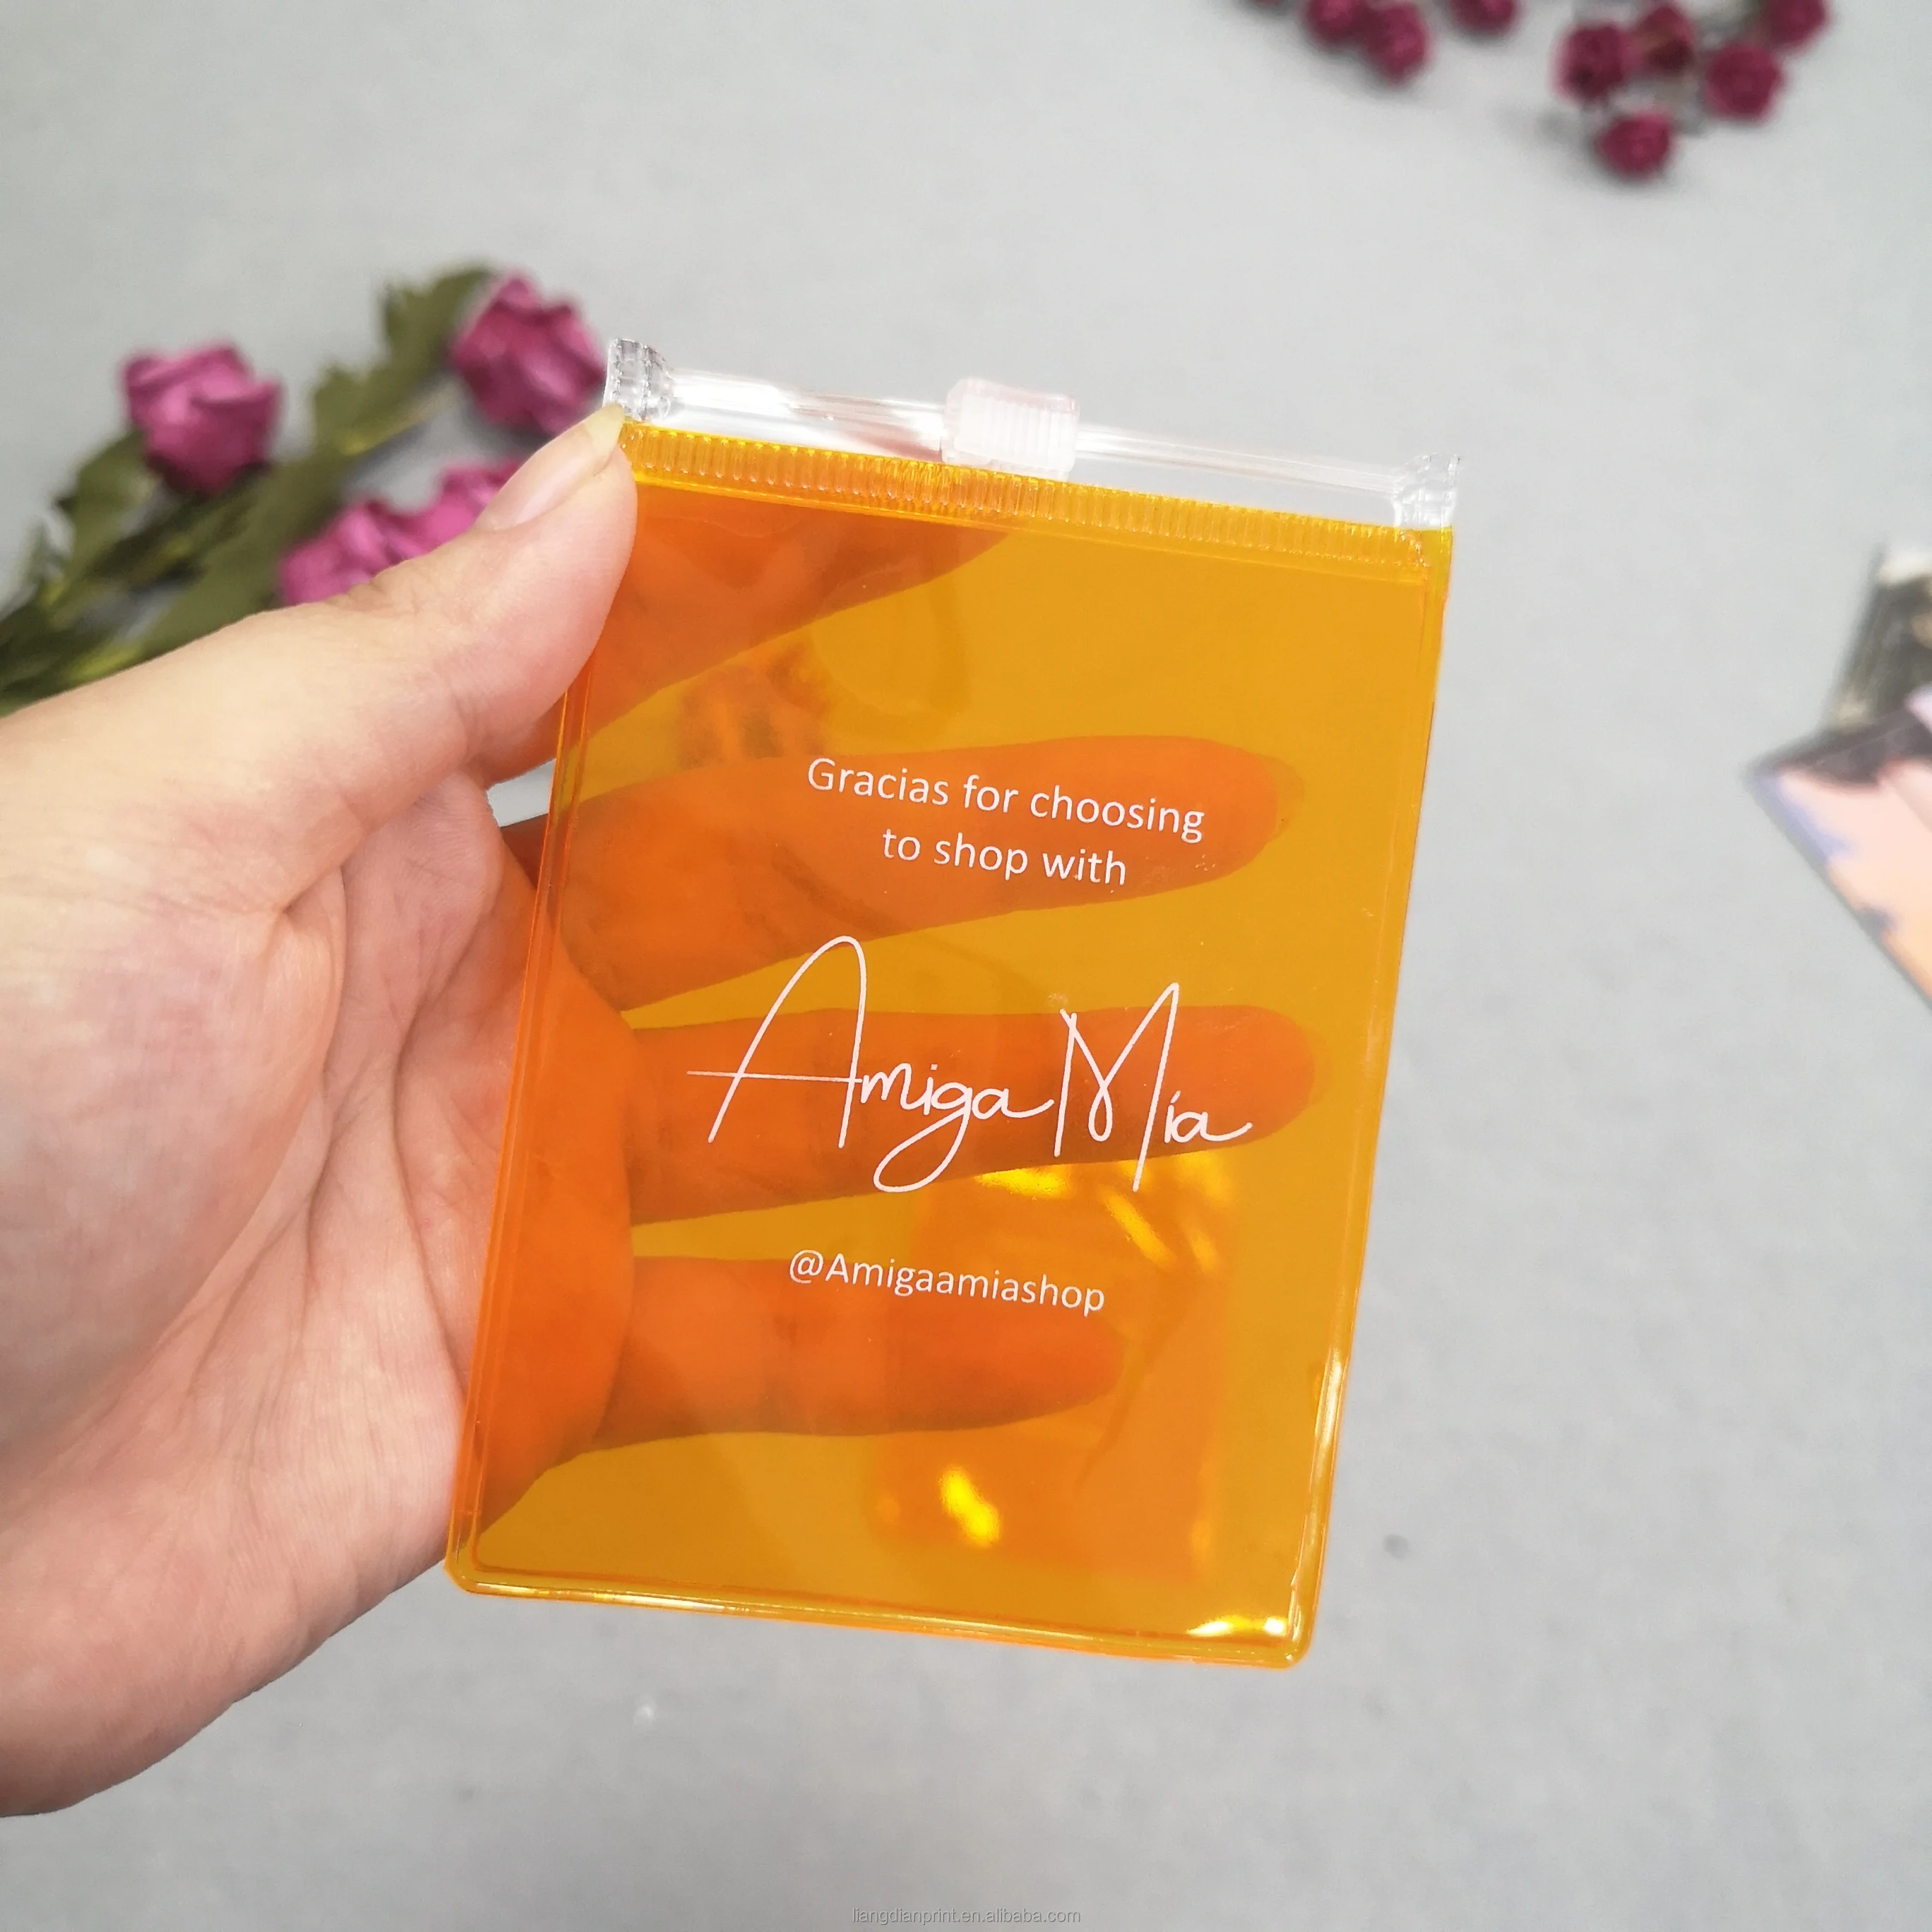 Gracias for choosing
to shop with
Amiga Mía
@Amigaamiashop
liangdianprint.en.alibaba.com